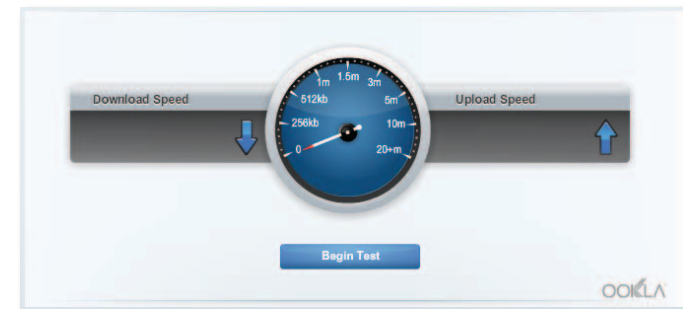 Download Speed
Upload Speed
0
256kb
512kb
1m
1.5m
3m
5m
10m
20+m
Begin Test
OOKLA